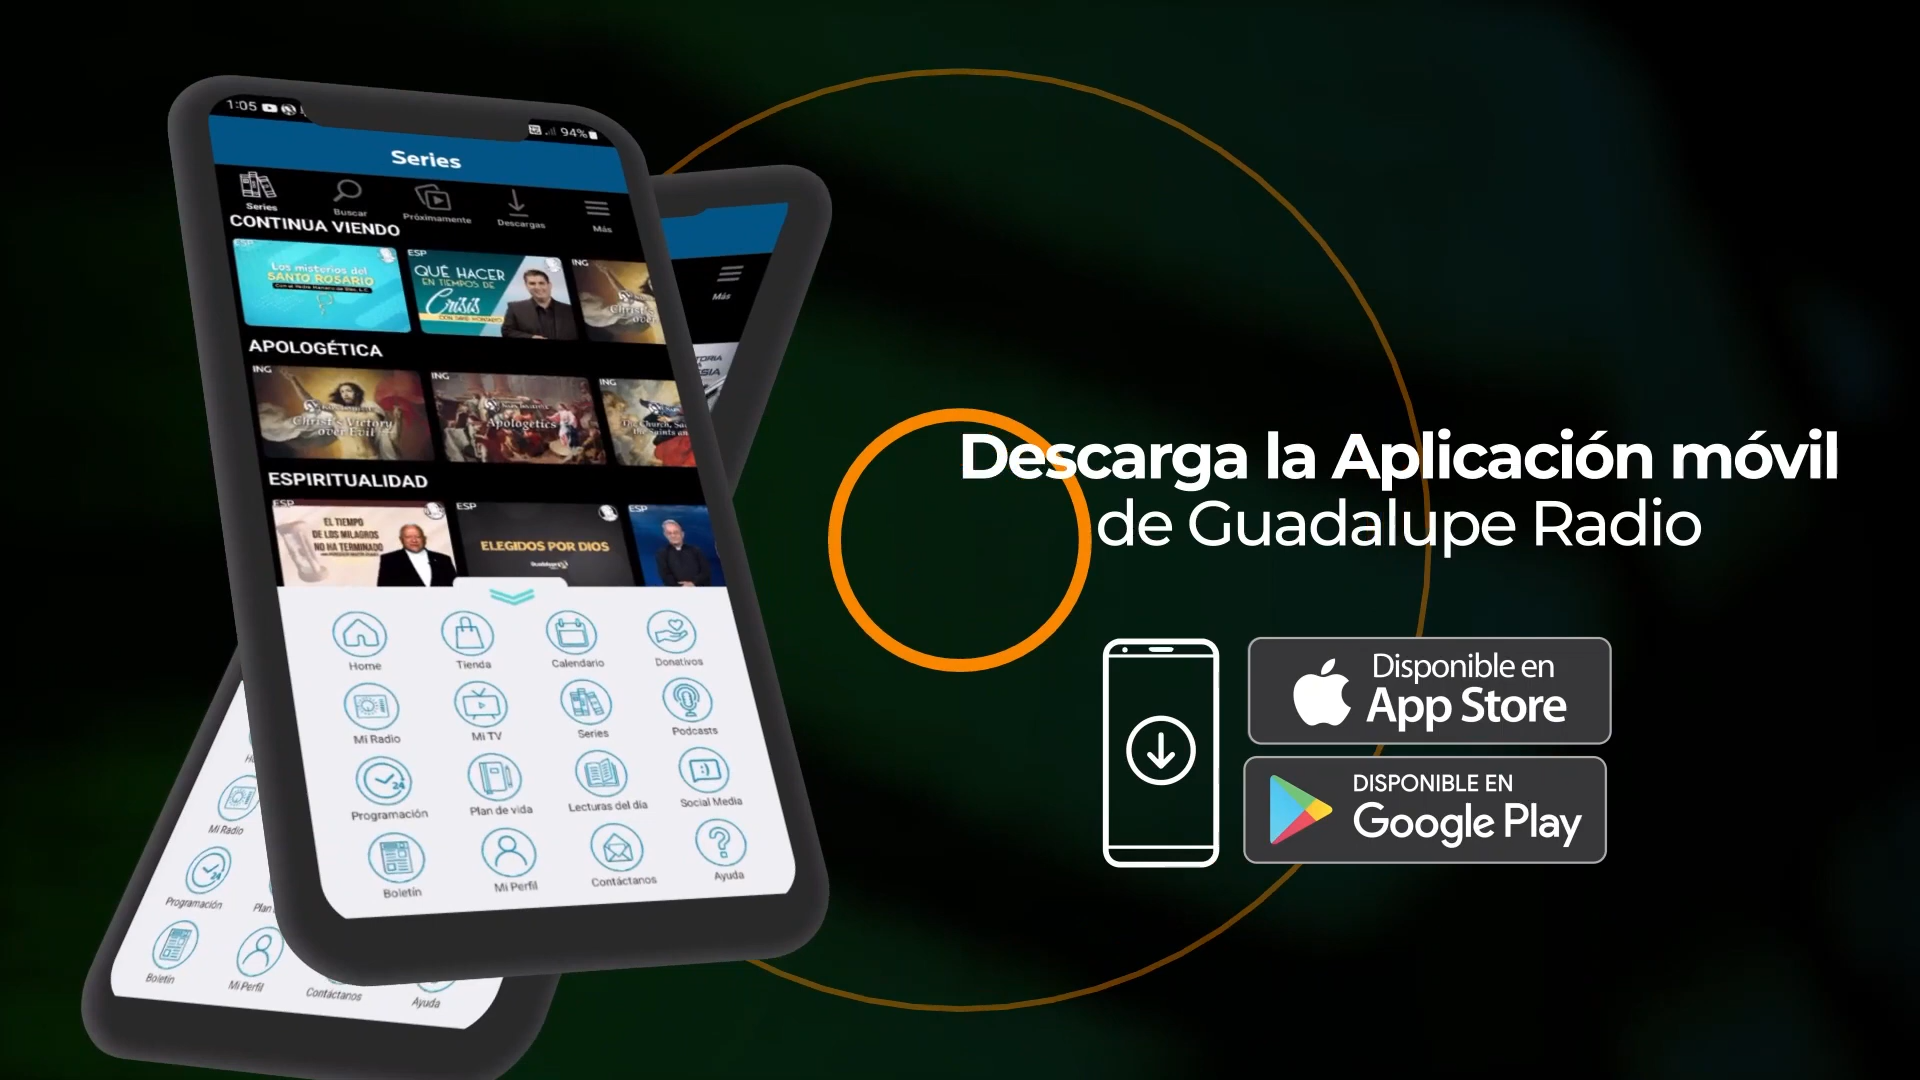 1:05
94%
Series
Series
Buscar
Próximamente
Descargas
Más
CONTINUA VIENDO
ESP
Los misterios del
SANTO ROSARIO
ESP
QUÉ HACER
EN TIEMPOS DE
Crisis
ING
Más
APOLOGÉTICA
ING
Christ's Victory
over Evil
ING
Apologetics
ING
ESPIRITUALIDAD
ESP
EL TIEMPO
DE LOS MILAGROS
NO HA TERMINADO
ESP
ELEGIDOS POR DIOS
ESP
Home
Tienda
Calendario
Donativos
Mi Radio
Mi TV
Series
Podcasts
Programación
Plan de vida
Lecturas del día
Social Media
Boletín
Mi Perfil
Contáctanos
Ayuda
Mi Radio
Programación
Plan
Boletín
Mi Perfil
Contáctanos
Ayuda
Descarga la Aplicación móvil
de Guadalupe Radio
Disponible en
App Store
DISPONIBLE EN
Google Play